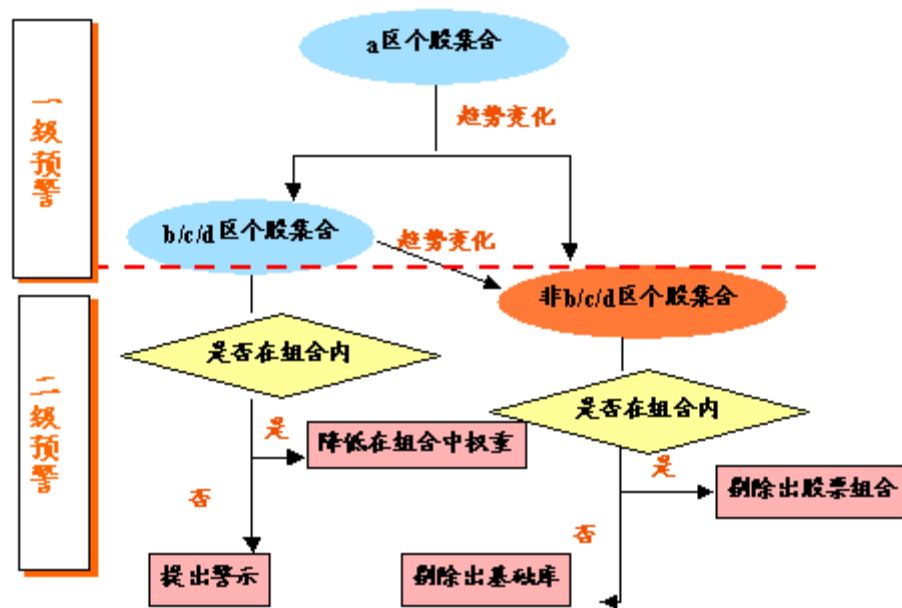 a区个股集合
趋势变化
一级预警
b/c/d区个股集合
趋势变化
非b/c/d区个股集合
是否在组合内
是否在组合内
二级预警
是
降低在组合中权重
是
剔除出股票组合
否
否
提出警示
剔除出基础库